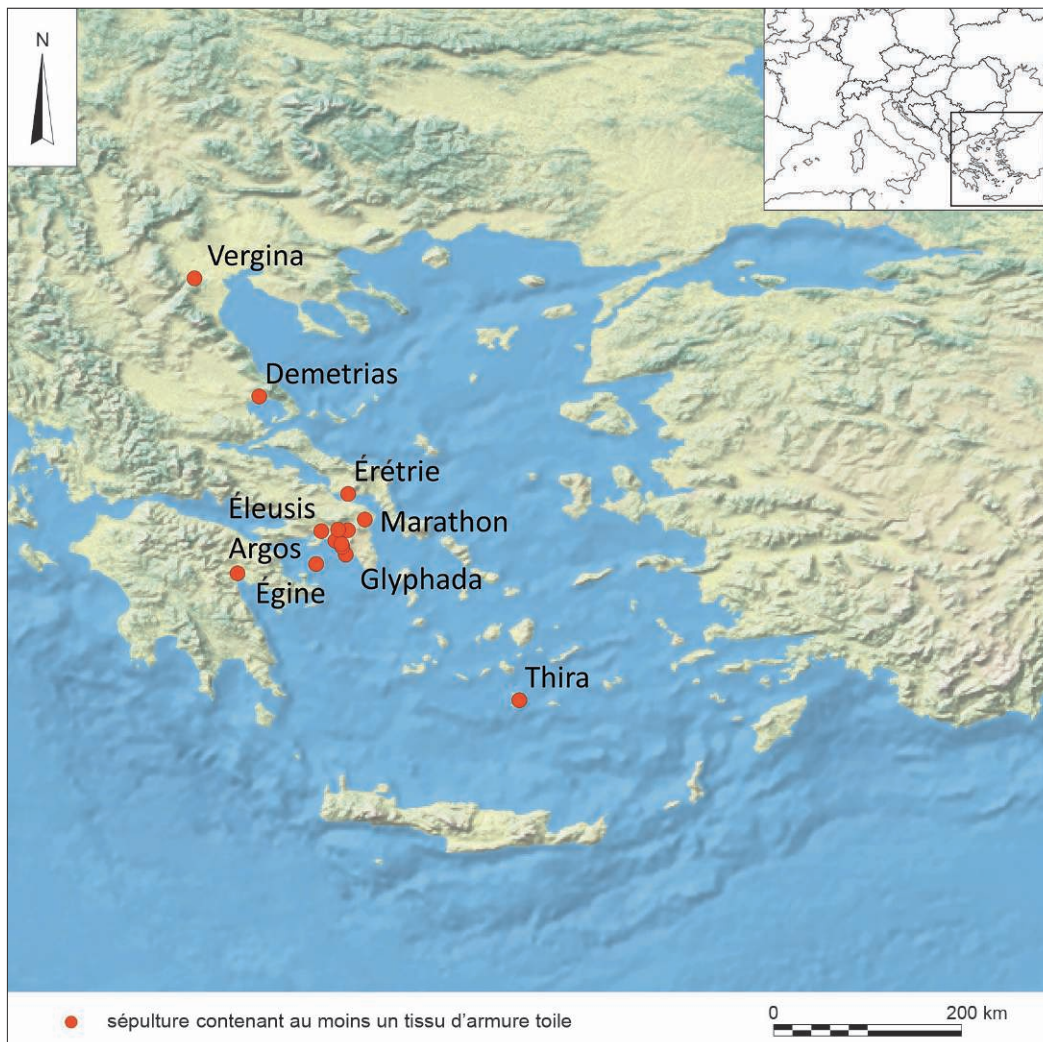 N
Vergina
Demetrias
Érétrie
Éleusis
Marathon
Argos
Glyphada
Égine
Thira
sépulture contenant au moins un tissu d'armure toile
0 200 km